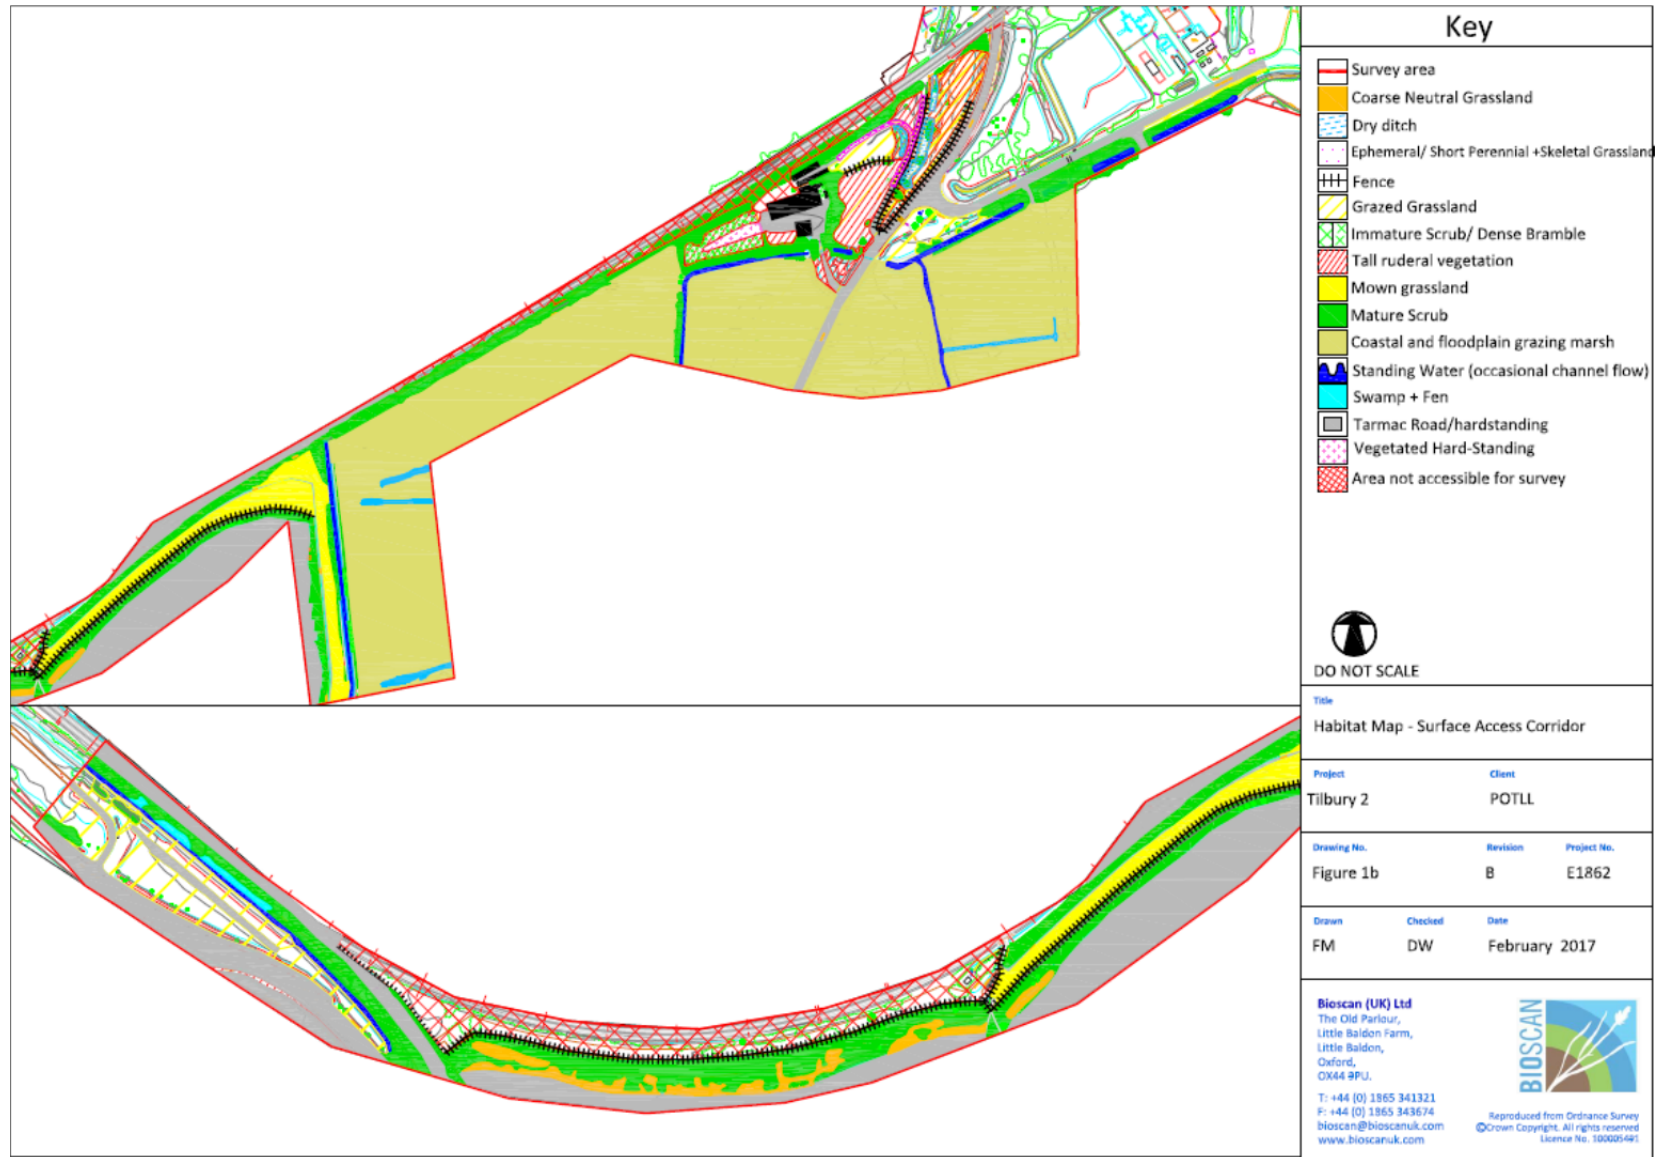 Key
Survey area
Coarse Neutral Grassland
Dry ditch
Ephemeral/ Short Perennial +Skeletal Grassland
Fence
Grazed Grassland
Immature Scrub/ Dense Bramble
Tall ruderal vegetation
Mown grassland
Mature Scrub
Coastal and floodplain grazing marsh
Standing Water (occasional channel flow)
Swamp + Fen
Tarmac Road/hardstanding
Vegetated Hard-Standing
Area not accessible for survey
DO NOT SCALE
Title
Habitat Map - Surface Access Corridor
Project Client
Tilbury 2 POTLL
Drawing No. Revision Project No.
Figure 1b B E1862
Drawn Checked Date
FM DW February 2017
Bioscan (UK) Ltd
The Old Parlour,
Little Baldon Farm,
Little Baldon,
Oxford,
OX44 9PU.
T: +44 (0) 1865 341321
F: +44 (0) 1865 343674
bioscan@bioscanuk.com
www.bioscanuk.com
BIOSCAN
Reproduced from Ordnance Survey
©Crown Copyright. All rights reserved
Licence No. 100005491